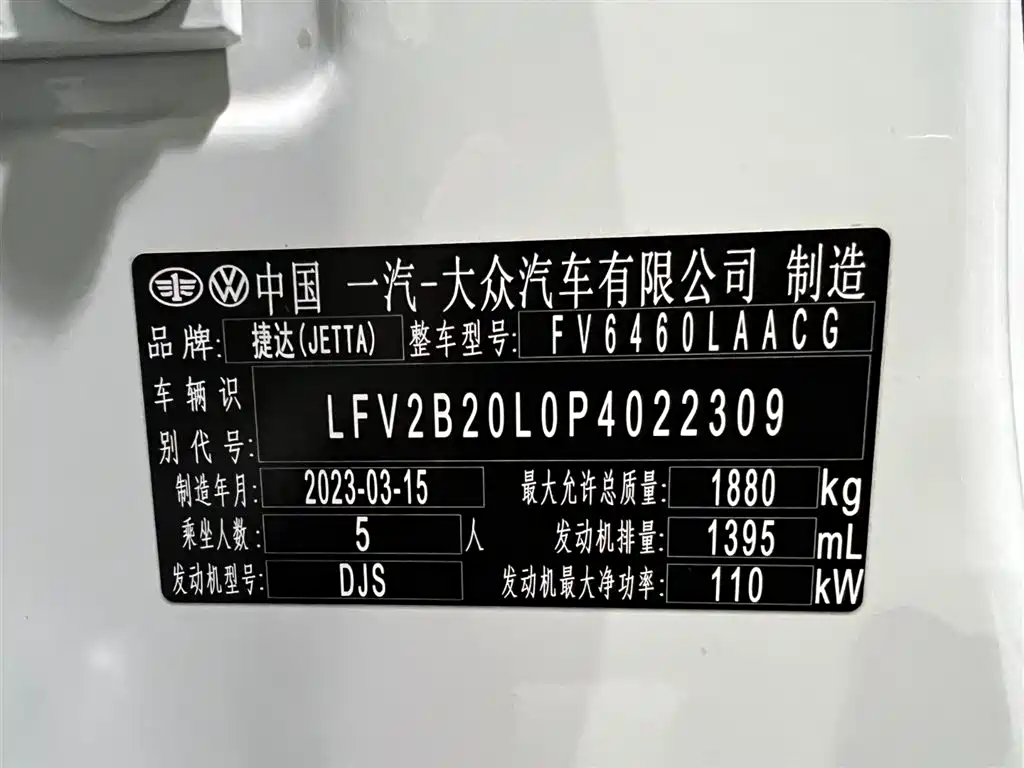 中国 一汽-大众汽车有限公司 制造
品牌: 捷达(JETTA) 整车型号: FV6460LAACG
车辆识别代号: LFV2B20L0P4022309
制造年月: 2023-03-15 最大允许总质量: 1880 kg
乘坐人数: 5 人 发动机排量: 1395 mL
发动机型号: DJS 发动机最大净功率: 110 kW